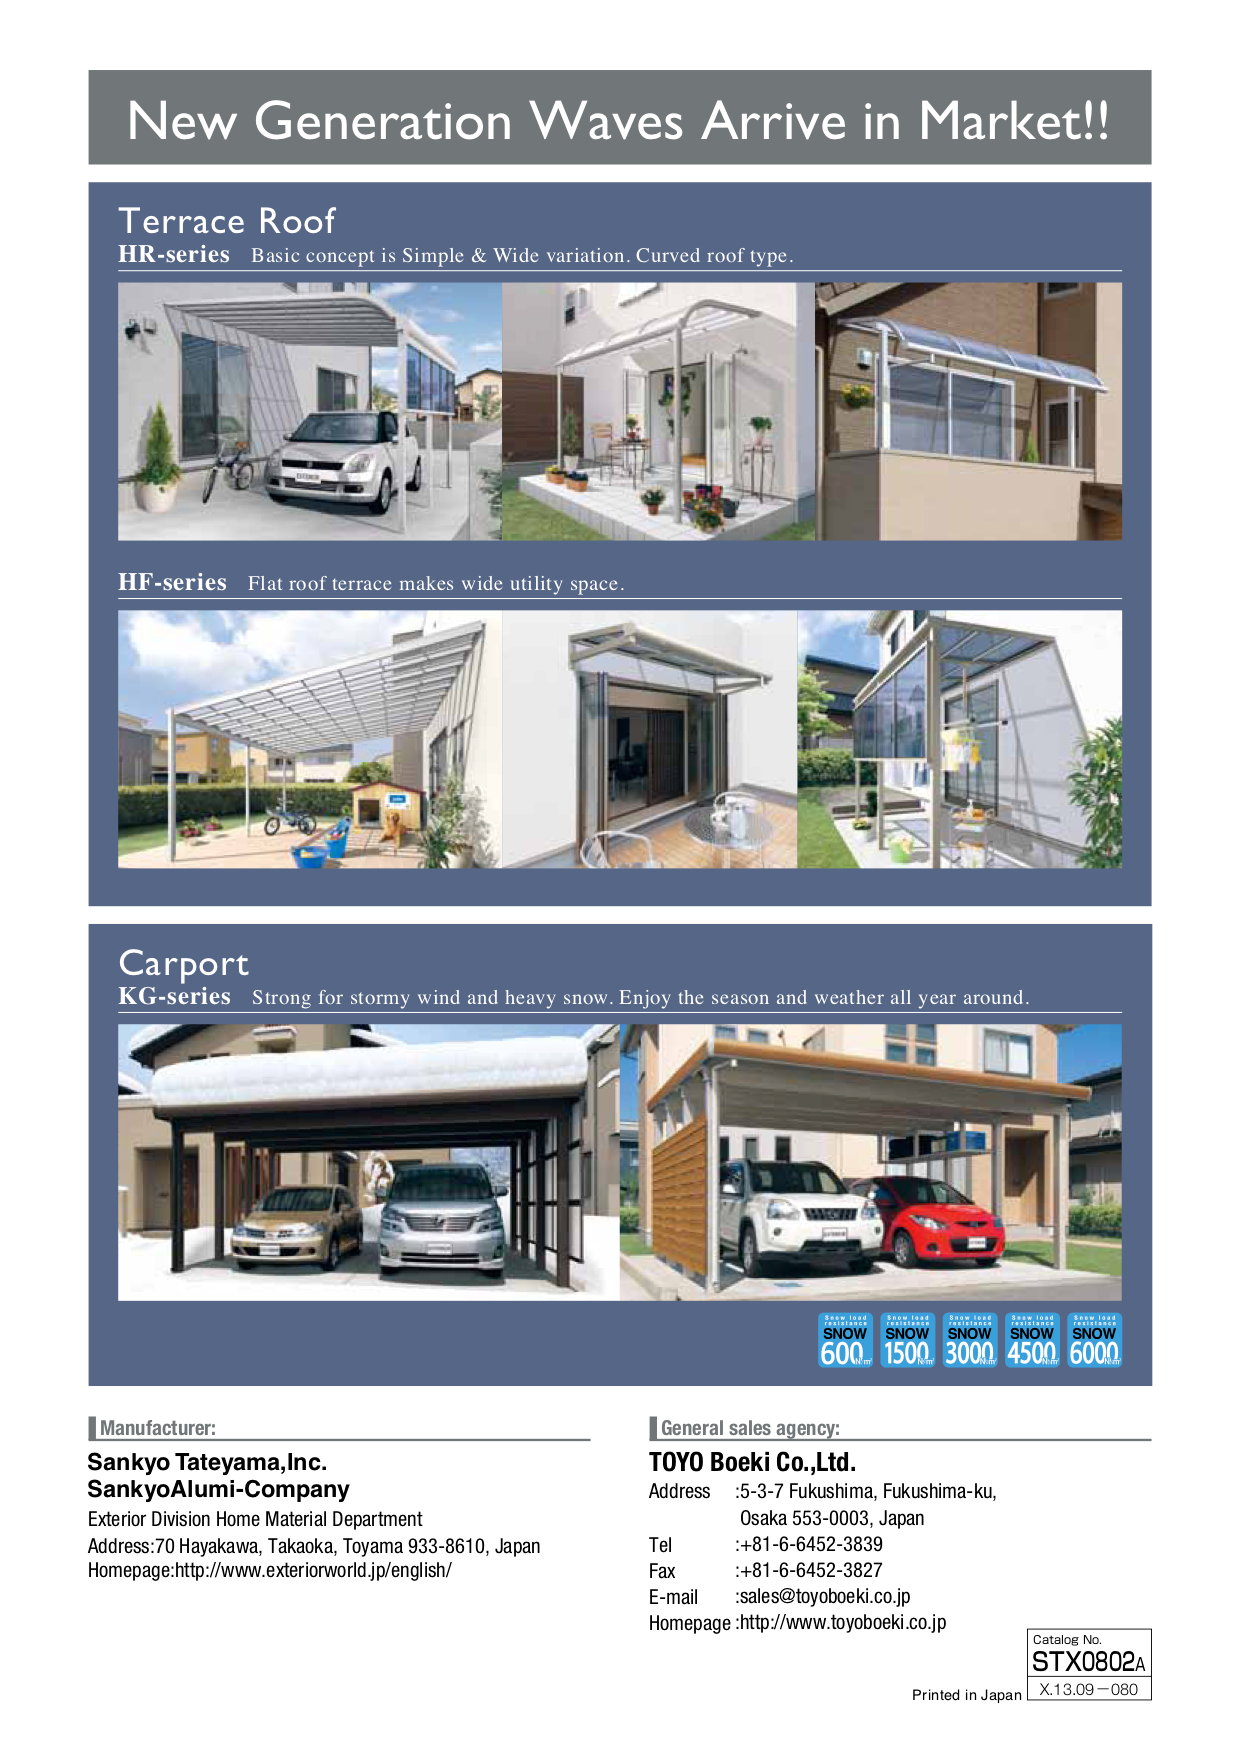 New Generation Waves Arrive in Market!!
Terrace Roof
HR-series Basic concept is Simple & Wide variation. Curved roof type.
EXTERIOR
HF-series Flat roof terrace makes wide utility space.
Carport
KG-series Strong for stormy wind and heavy snow. Enjoy the season and weather all year around.
EXTERIOR
Snow load resistance SNOW 600 N/㎡
Snow load resistance SNOW 1500 N/㎡
Snow load resistance SNOW 3000 N/㎡
Snow load resistance SNOW 4500 N/㎡
Snow load resistance SNOW 6000 N/㎡
Manufacturer:
Sankyo Tateyama,Inc.
SankyoAlumi-Company
Exterior Division Home Material Department
Address:70 Hayakawa, Takaoka, Toyama 933-8610, Japan
Homepage:http://www.exteriorworld.jp/english/
General sales agency:
TOYO Boeki Co.,Ltd.
Address :5-3-7 Fukushima, Fukushima-ku,
Osaka 553-0003, Japan
Tel :+81-6-6452-3839
Fax :+81-6-6452-3827
E-mail :sales@toyoboeki.co.jp
Homepage :http://www.toyoboeki.co.jp
Catalog No.
STX0802A
X.13.09－080
Printed in Japan